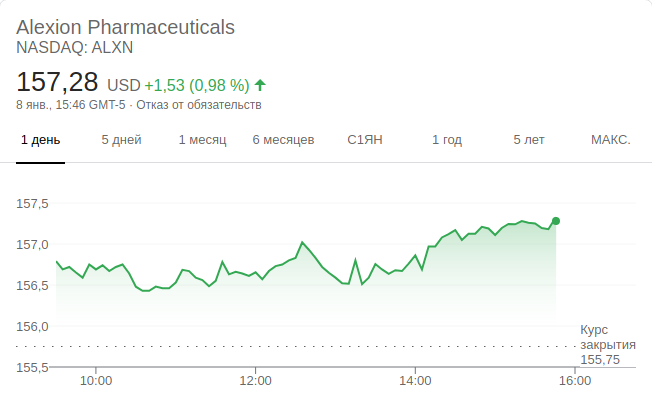 Alexion Pharmaceuticals
NASDAQ: ALXN
157,28 USD +1,53 (0,98 %)
8 янв., 15:46 GMT-5 · Отказ от обязательств
1 день 5 дней 1 месяц 6 месяцев С1ЯН 1 год 5 лет МАКС.
157,5
157,0
156,5
156,0
Курс
закрытия
155,75
155,5
10:00 12:00 14:00 16:00